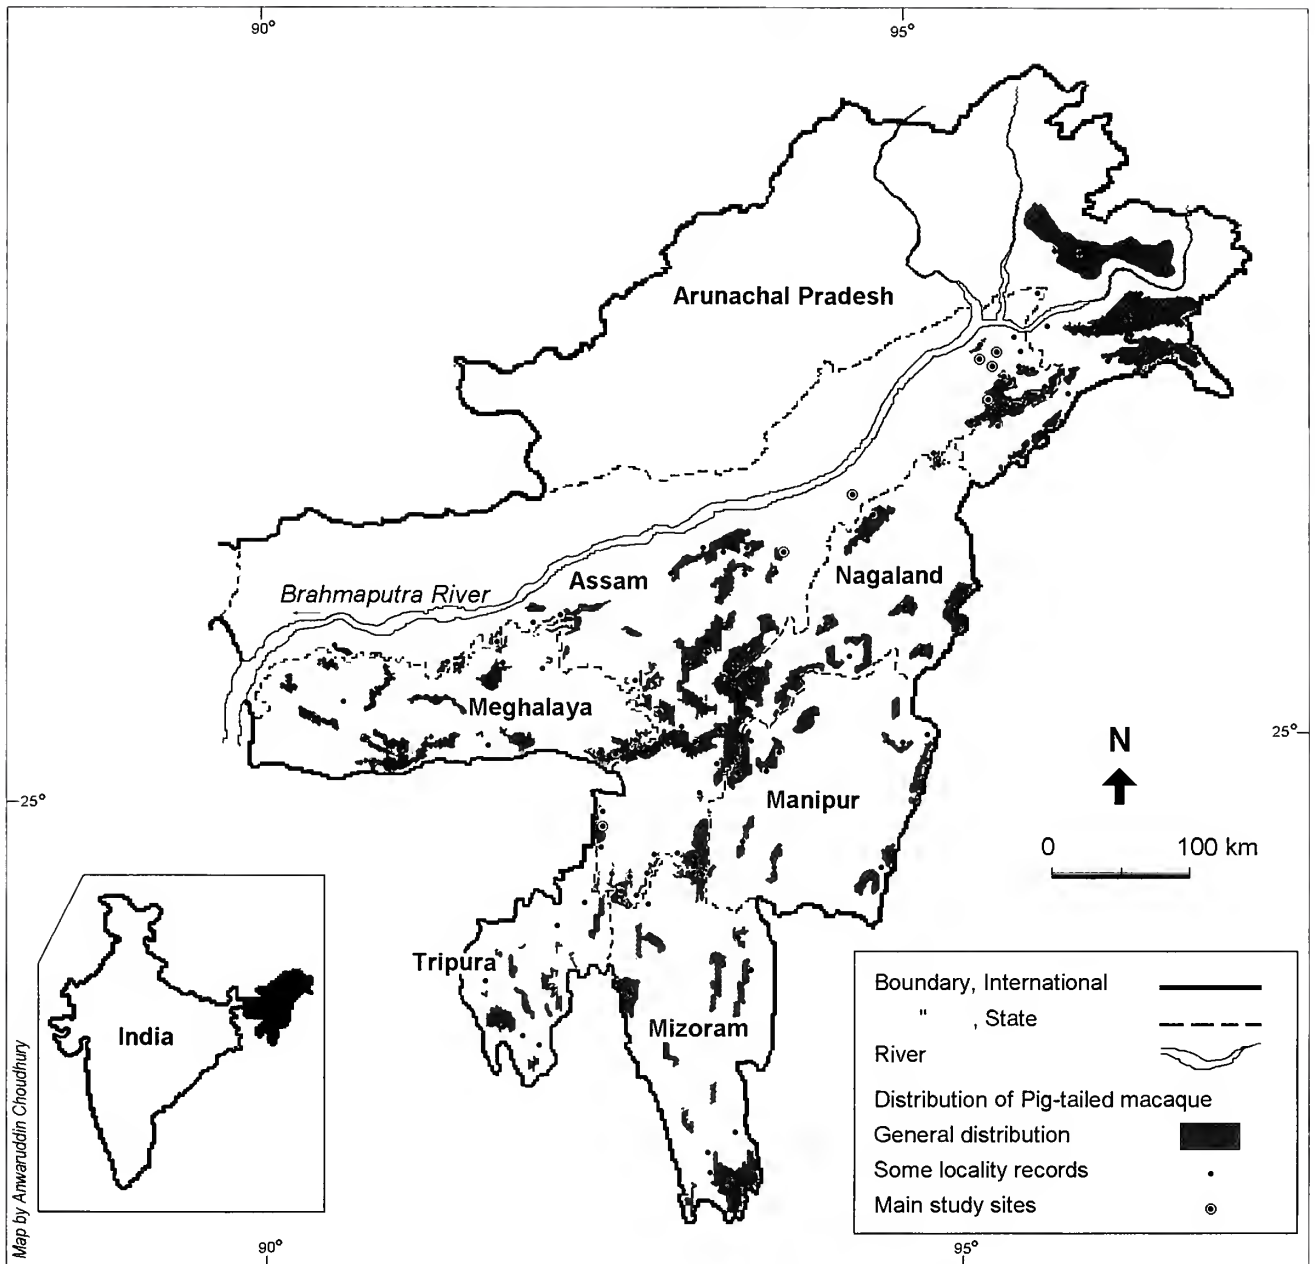 90° 95°
Arunachal Pradesh
Brahmaputra River
Assam
Nagaland
Meghalaya
25°
N
Manipur
25°
0 100 km
Tripura
Mizoram
India
Boundary, International
" , State
River
Distribution of Pig-tailed macaque
General distribution
Some locality records
Main study sites
Map by Anwaruddin Choudhury
90° 95°